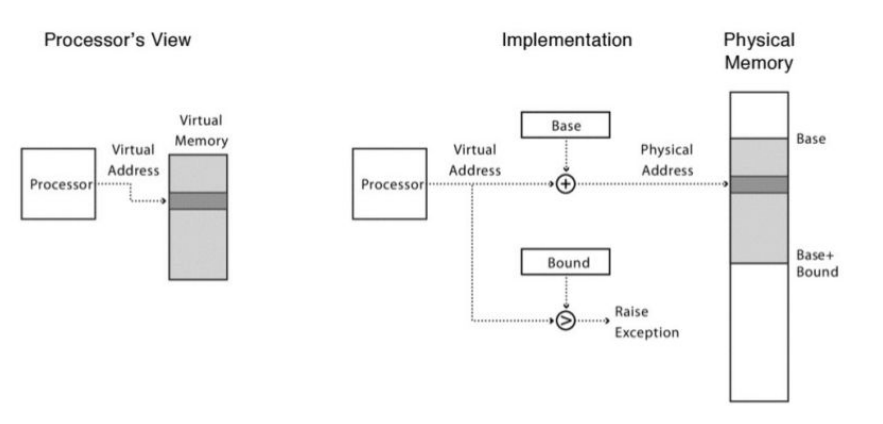 Processor's View
Implementation
Physical
Memory
Virtual
Memory
Virtual
Address
Processor
Base
Virtual
Address
Physical
Address
Processor
Base
Bound
Base+
Bound
Raise
Exception